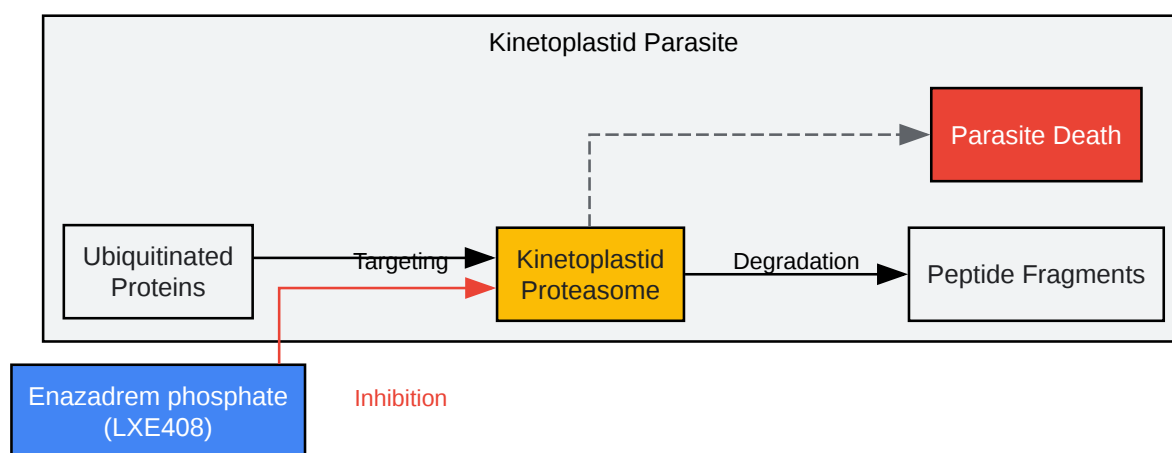 Kinetoplastid Parasite
Parasite Death
Ubiquitinated
Proteins
Targeting
Kinetoplastid
Proteasome
Degradation
Peptide Fragments
Enazadrem phosphate
(LXE408)
Inhibition